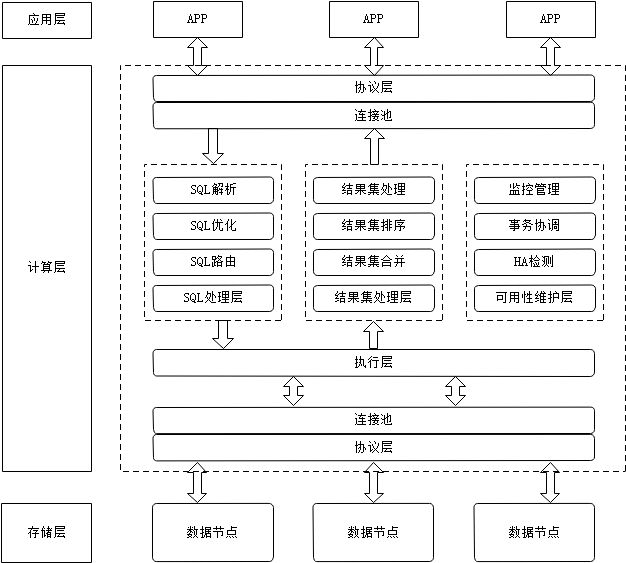 应用层
APP
APP
APP
协议层
连接池
SQL解析
结果集处理
监控管理
SQL优化
结果集排序
事务协调
计算层
SQL路由
结果集合并
HA检测
SQL处理层
结果集处理层
可用性维护层
执行层
连接池
协议层
存储层
数据节点
数据节点
数据节点